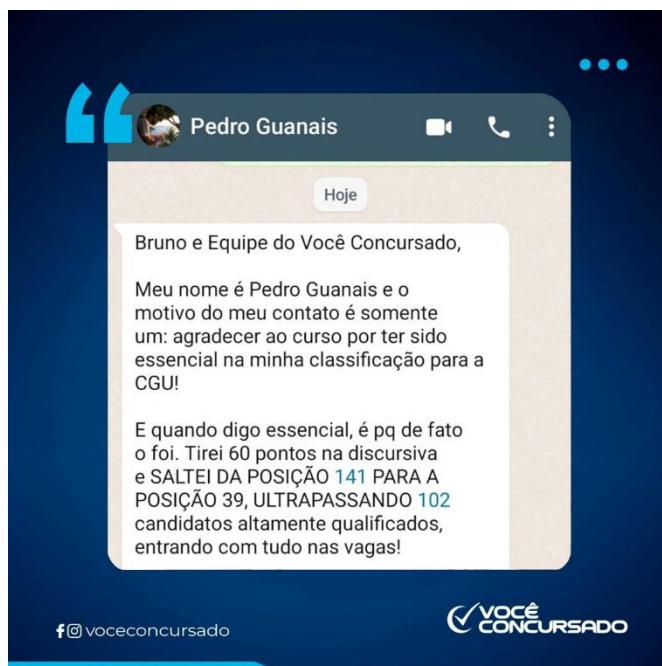 Pedro Guanais
Hoje
Bruno e Equipe do Você Concursado,
Meu nome é Pedro Guanais e o
motivo do meu contato é somente
um: agradecer ao curso por ter sido
essencial na minha classificação para a
CGU!
E quando digo essencial, é pq de fato
o foi. Tirei 60 pontos na discursiva
e SALTEI DA POSIÇÃO 141 PARA A
POSIÇÃO 39, ULTRAPASSANDO 102
candidatos altamente qualificados,
entrando com tudo nas vagas!
voceconcursado
VOCÊ
CONCURSADO